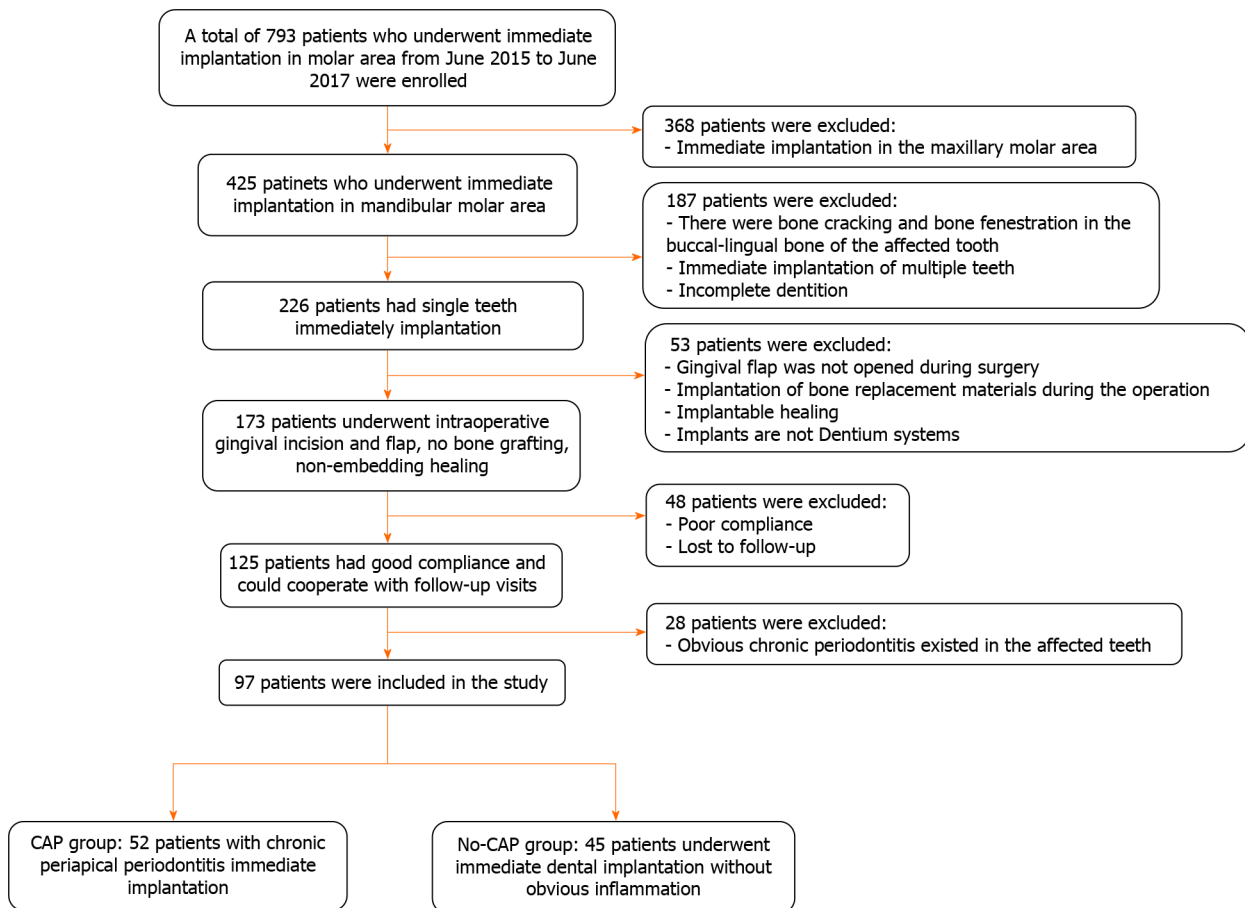 A total of 793 patients who underwent immediate
implantation in molar area from June 2015 to June
2017 were enrolled
368 patients were excluded:
- Immediate implantation in the maxillary molar area
425 patinets who underwent immediate
implantation in mandibular molar area
187 patients were excluded:
- There were bone cracking and bone fenestration in the
buccal-lingual bone of the affected tooth
- Immediate implantation of multiple teeth
- Incomplete dentition
226 patients had single teeth
immediately implantation
53 patients were excluded:
- Gingival flap was not opened during surgery
- Implantation of bone replacement materials during the operation
- Implantable healing
- Implants are not Dentium systems
173 patients underwent intraoperative
gingival incision and flap, no bone grafting,
non-embedding healing
48 patients were excluded:
- Poor compliance
- Lost to follow-up
125 patients had good compliance and
could cooperate with follow-up visits
28 patients were excluded:
- Obvious chronic periodontitis existed in the affected teeth
97 patients were included in the study
CAP group: 52 patients with chronic
periapical periodontitis immediate
implantation
No-CAP group: 45 patients underwent
immediate dental implantation without
obvious inflammation